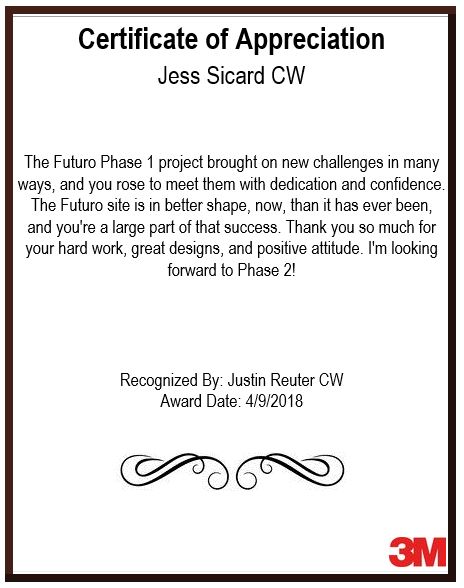 Certificate of Appreciation
Jess Sicard CW
The Futuro Phase 1 project brought on new challenges in many
ways, and you rose to meet them with dedication and confidence.
The Futuro site is in better shape, now, than it has ever been,
and you're a large part of that success. Thank you so much for
your hard work, great designs, and positive attitude. I'm looking
forward to Phase 2!
Recognized By: Justin Reuter CW
Award Date: 4/9/2018
3M